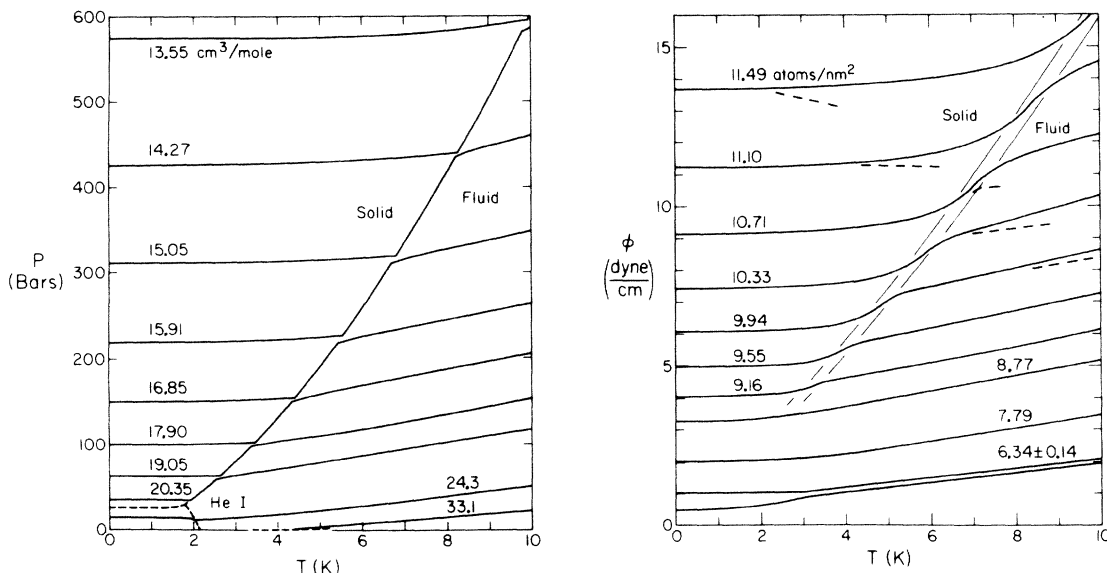 600
500
400
300
200
100
0
P
(Bars)
13.55 cm³/mole
14.27
15.05
15.91
16.85
17.90
19.05
20.35
He I
24.3
33.1
Solid
Fluid
0 2 4 6 8 10
T (K)
15
10
5
0
φ
(dyne/cm)
11.49 atoms/nm²
11.10
10.71
10.33
9.94
9.55
9.16
8.77
7.79
6.34±0.14
Solid
Fluid
0 2 4 6 8 10
T (K)